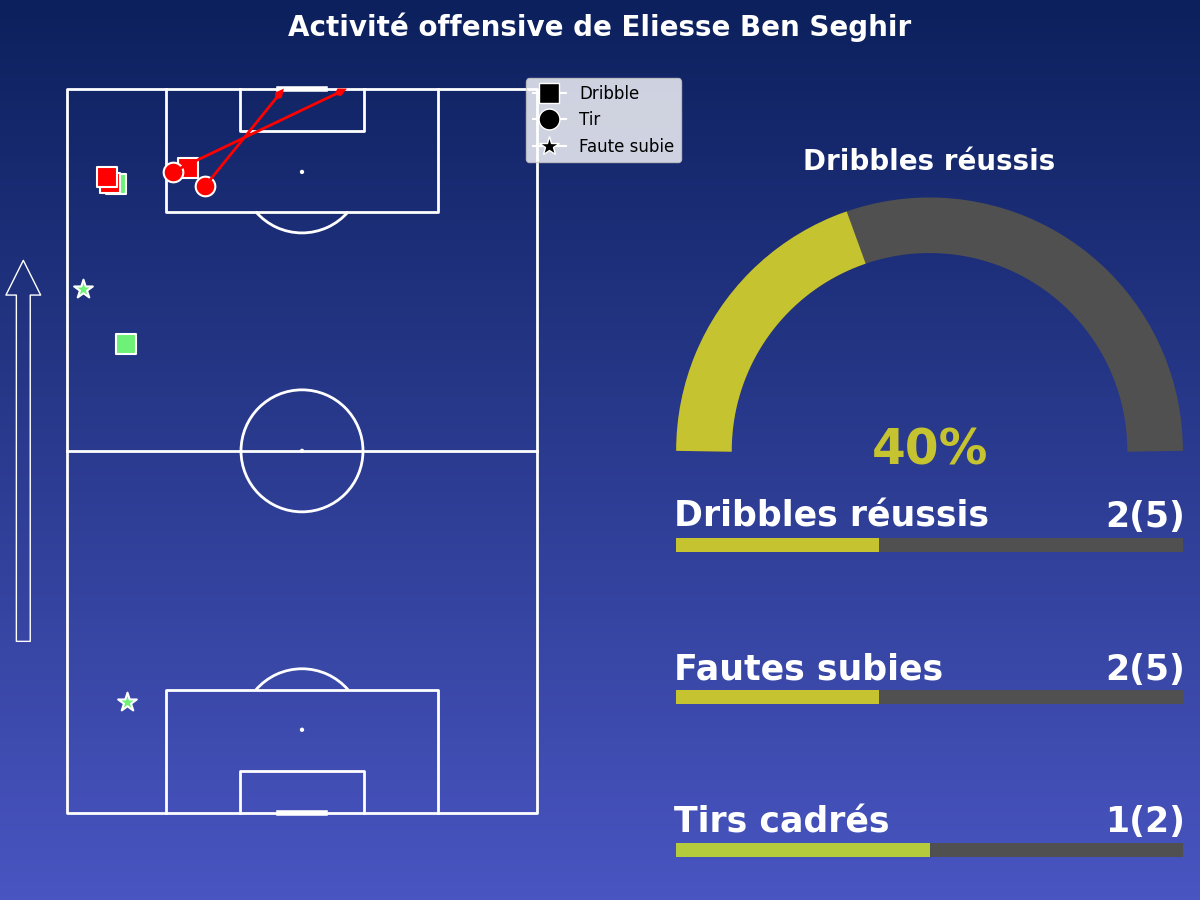 Activité offensive de Eliesse Ben Seghir
Dribble
Tir
Faute subie
Dribbles réussis
40%
Dribbles réussis 2(5)
Fautes subies 2(5)
Tirs cadrés 1(2)